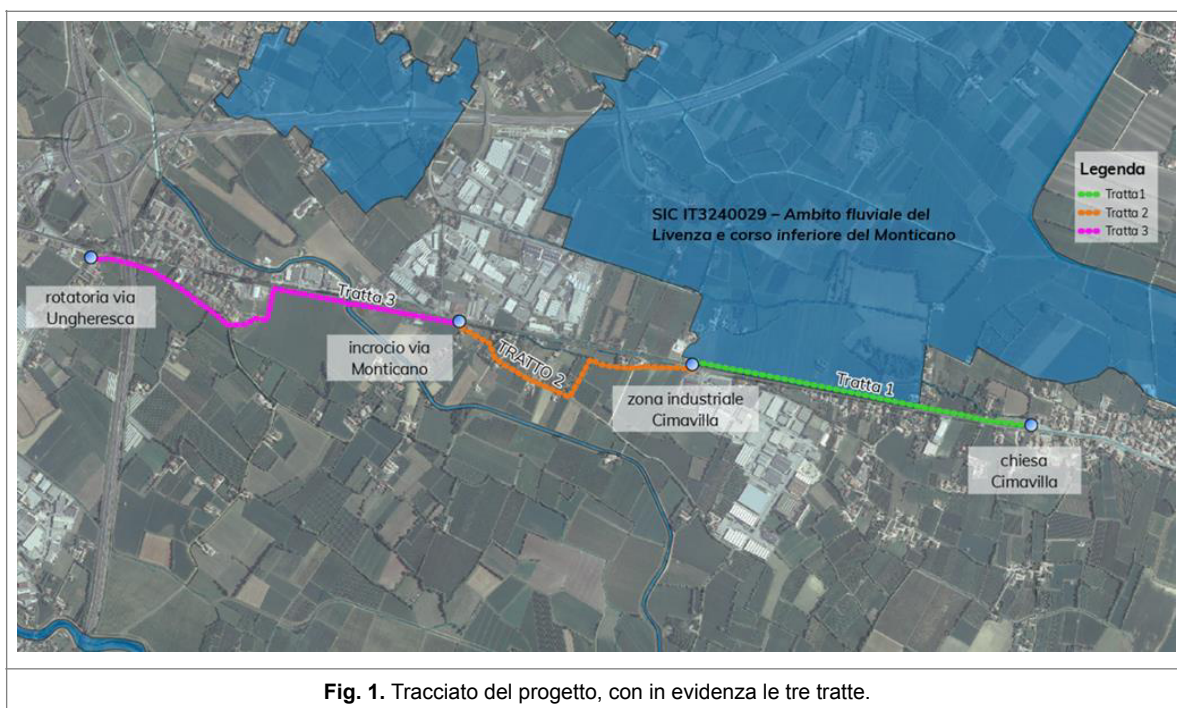 SIC IT3240029 – Ambito fluviale del
Livenza e corso inferiore del Monticano
Legenda
Tratta1
Tratta 2
Tratta 3
rotatoria via
Ungheresca
Tratta 3
incrocio via
Monticano
TRATTO 2
zona industriale
Cimavilla
Tratta 1
chiesa
Cimavilla
Fig. 1. Tracciato del progetto, con in evidenza le tre tratte.